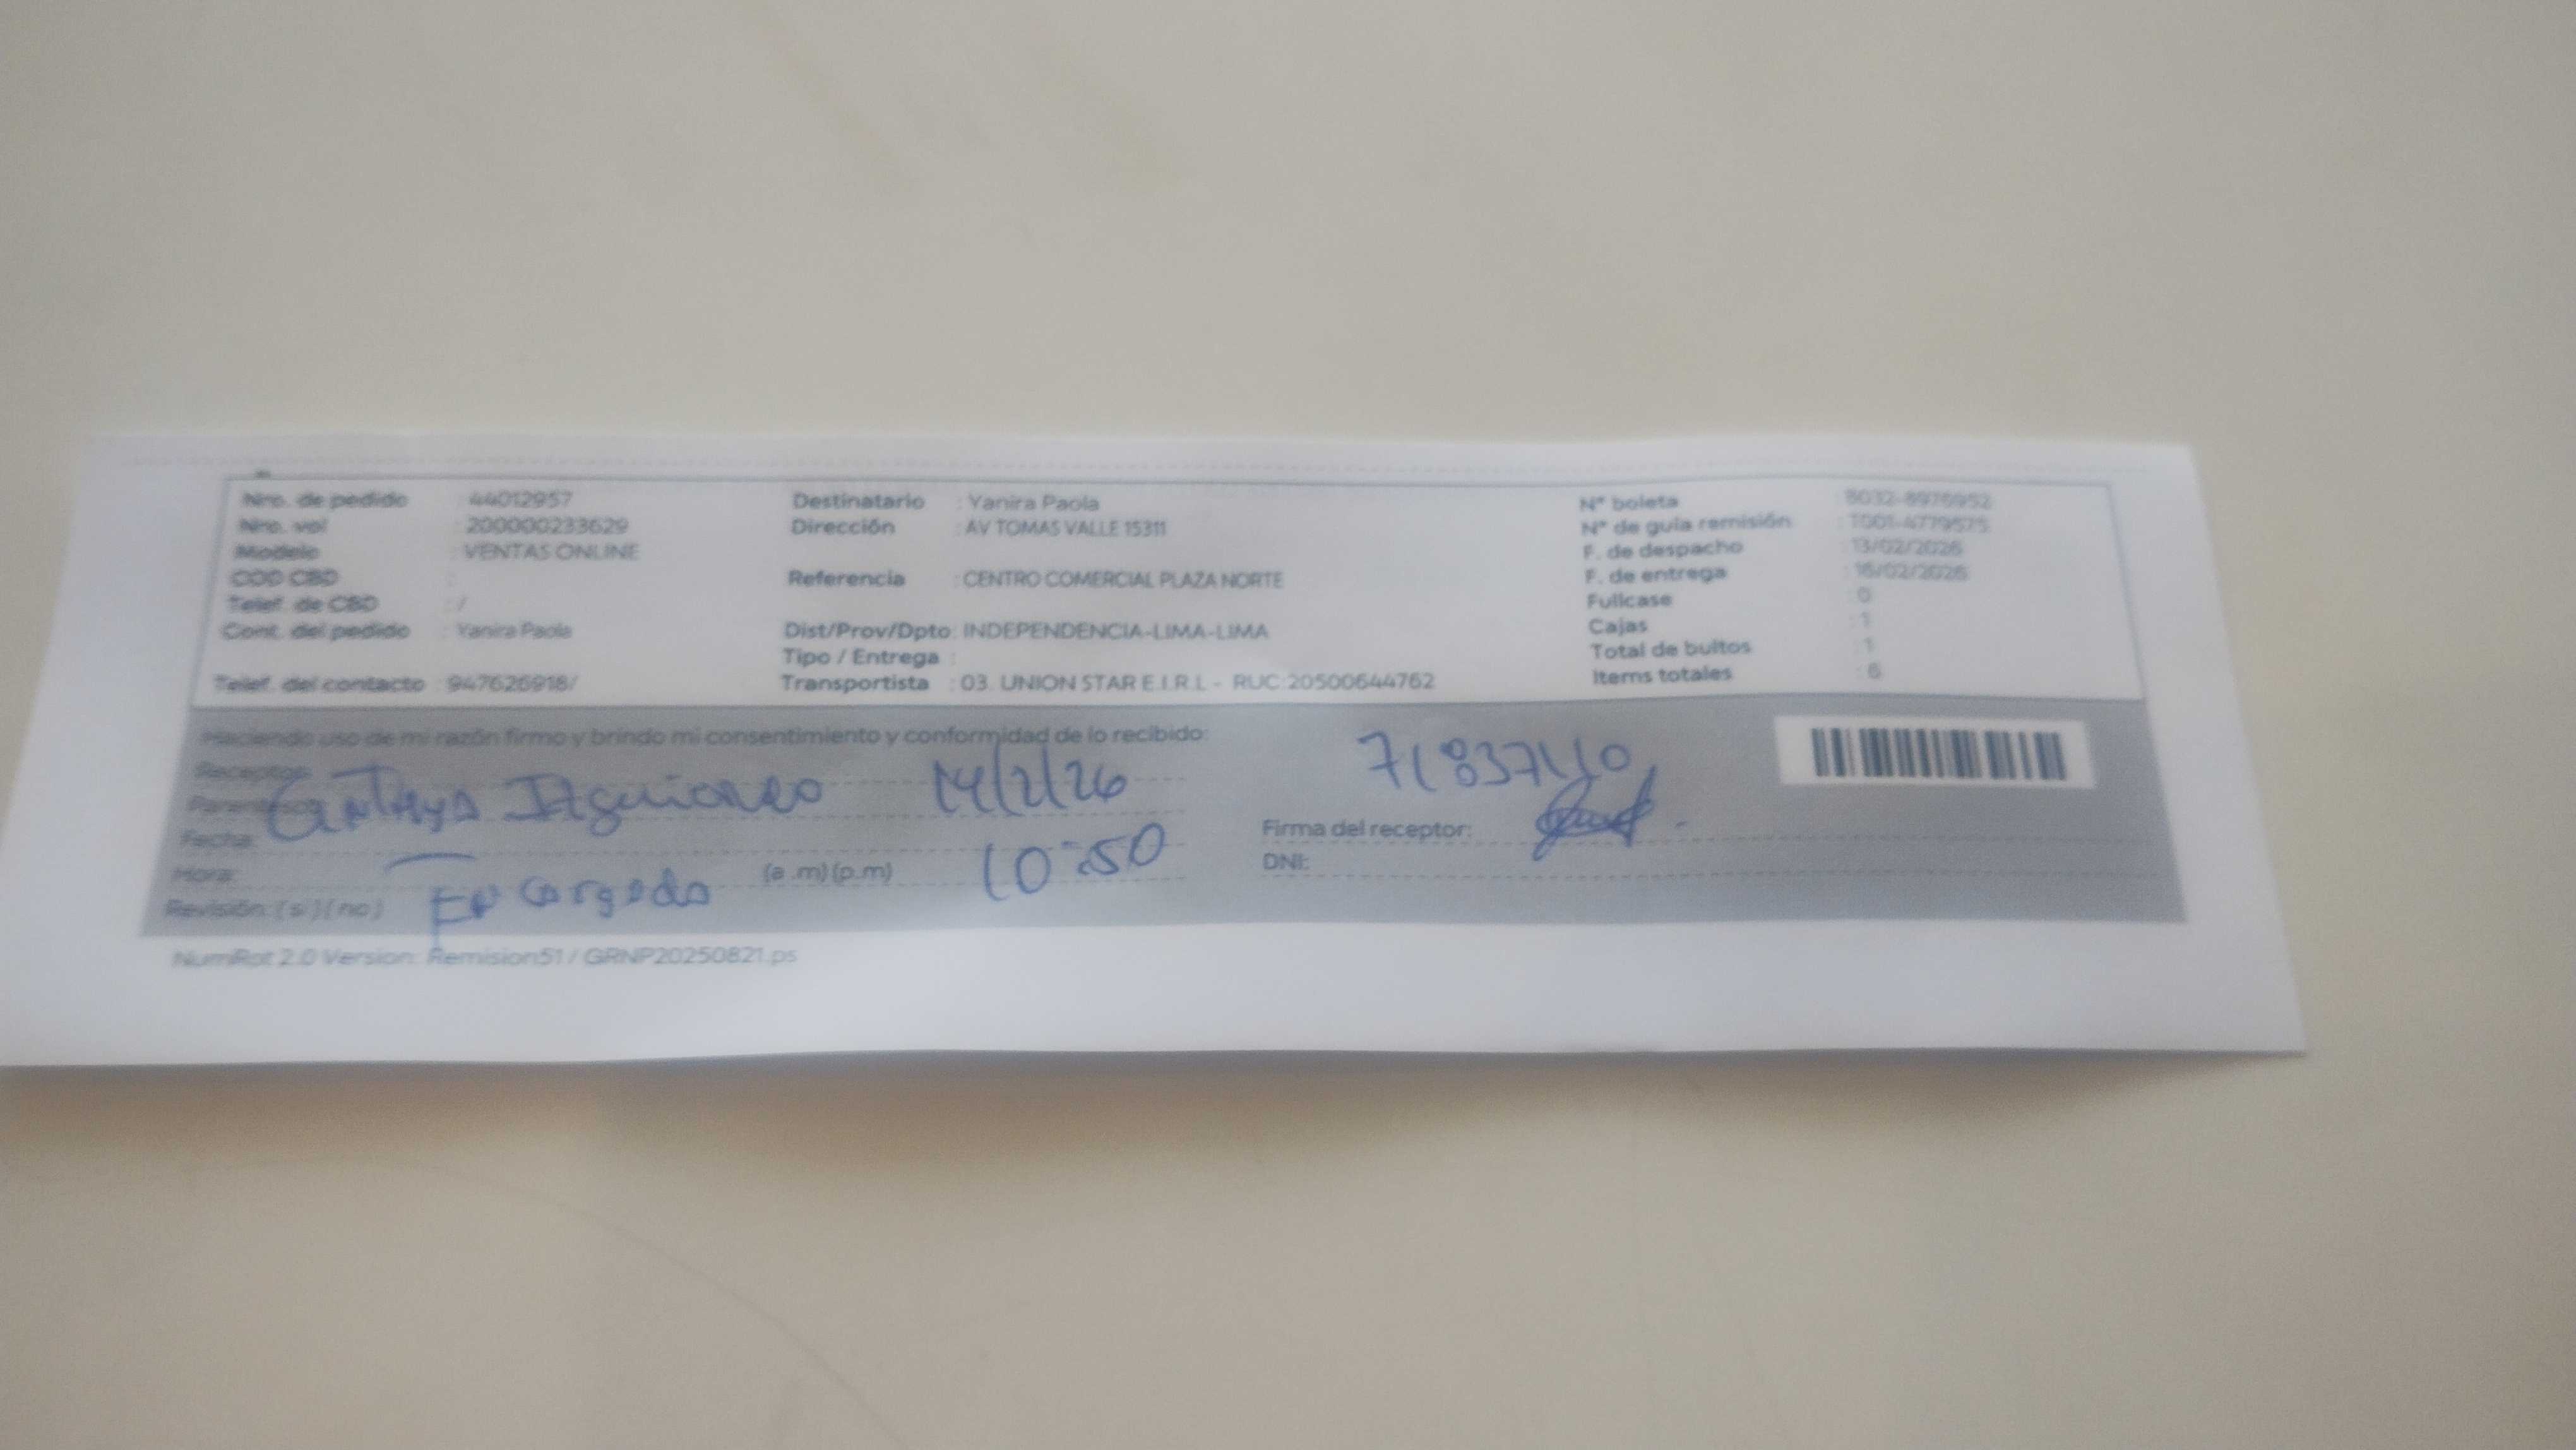 Nro. de pedido : 44012957 Destinatario : Yanira Paola N° boleta : B032-8976952
Nro. vol : 200000233629 Dirección : AV TOMAS VALLE 15311 N° de guía remisión : T001-4779575
Modelo : VENTAS ONLINE F. de despacho : 13/02/2026
COD CBD : Referencia : CENTRO COMERCIAL PLAZA NORTE F. de entrega : 16/02/2026
Telef. de CBD : / Fullcase : 0
Cont. del pedido : Yanira Paola Dist/Prov/Dpto: INDEPENDENCIA-LIMA-LIMA Cajas : 1
Tipo / Entrega : Total de bultos : 1
Telef. del contacto : 947626918/ Transportista : 03. UNION STAR E.I.R.L - RUC:20500644762 Items totales : 6
Haciendo uso de mi razón firmo y brindo mi consentimiento y conformidad de lo recibido:
Receptor:
Parentesco: 14/2/26
Fecha: Firma del receptor:
Hora: (a .m) (p.m) 10:50 DNI:
Revisión: (si) (no) Encargado
NumRot 2.0 Version: Remision51 / GRNP20250821.ps